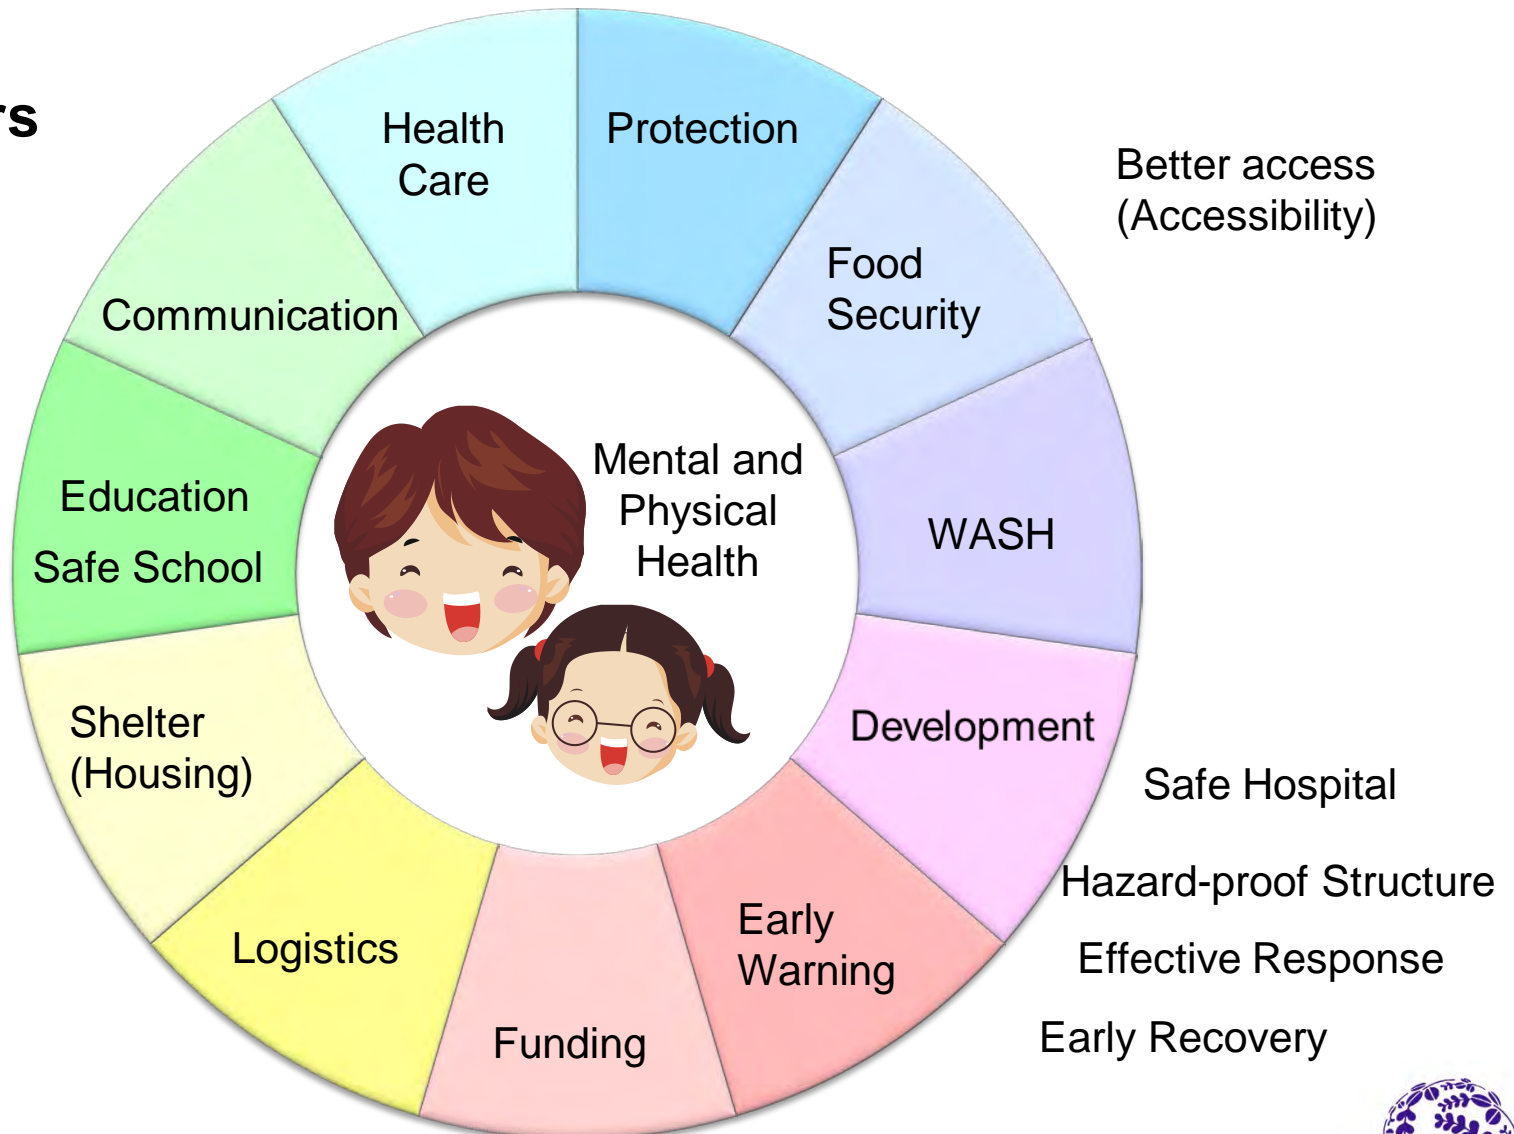 Health
Care
Protection
Better access
(Accessibility)
Food
Security
Communication
Mental and
Physical
Health
Education
Safe School
WASH
Shelter
(Housing)
Development
Safe Hospital
Hazard-proof Structure
Early
Warning
Logistics
Effective Response
Funding
Early Recovery